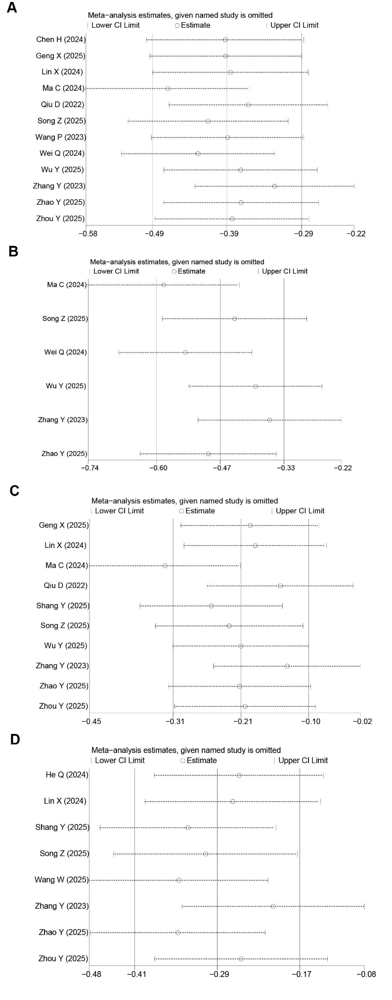 A
Meta−analysis estimates, given named study is omitted
| Lower CI Limit ○ Estimate | Upper CI Limit
Chen H (2024)
Geng X (2025)
Lin X (2024)
Ma C (2024)
Qiu D (2022)
Song Z (2025)
Wang P (2023)
Wei Q (2024)
Wu Y (2025)
Zhang Y (2023)
Zhao Y (2025)
Zhou Y (2025)
−0.58 −0.49 −0.39 −0.29 −0.22
B
Meta−analysis estimates, given named study is omitted
| Lower CI Limit ○ Estimate | Upper CI Limit
Ma C (2024)
Song Z (2025)
Wei Q (2024)
Wu Y (2025)
Zhang Y (2023)
Zhao Y (2025)
−0.74 −0.60 −0.47 −0.33 −0.22
C
Meta−analysis estimates, given named study is omitted
| Lower CI Limit ○ Estimate | Upper CI Limit
Geng X (2025)
Lin X (2024)
Ma C (2024)
Qiu D (2022)
Shang Y (2025)
Song Z (2025)
Wu Y (2025)
Zhang Y (2023)
Zhao Y (2025)
Zhou Y (2025)
−0.45 −0.31 −0.21 −0.10 −0.02
D
Meta−analysis estimates, given named study is omitted
| Lower CI Limit ○ Estimate | Upper CI Limit
He Q (2024)
Lin X (2024)
Shang Y (2025)
Song Z (2025)
Wang W (2025)
Zhang Y (2023)
Zhao Y (2025)
Zhou Y (2025)
−0.48 −0.41 −0.29 −0.17 −0.08